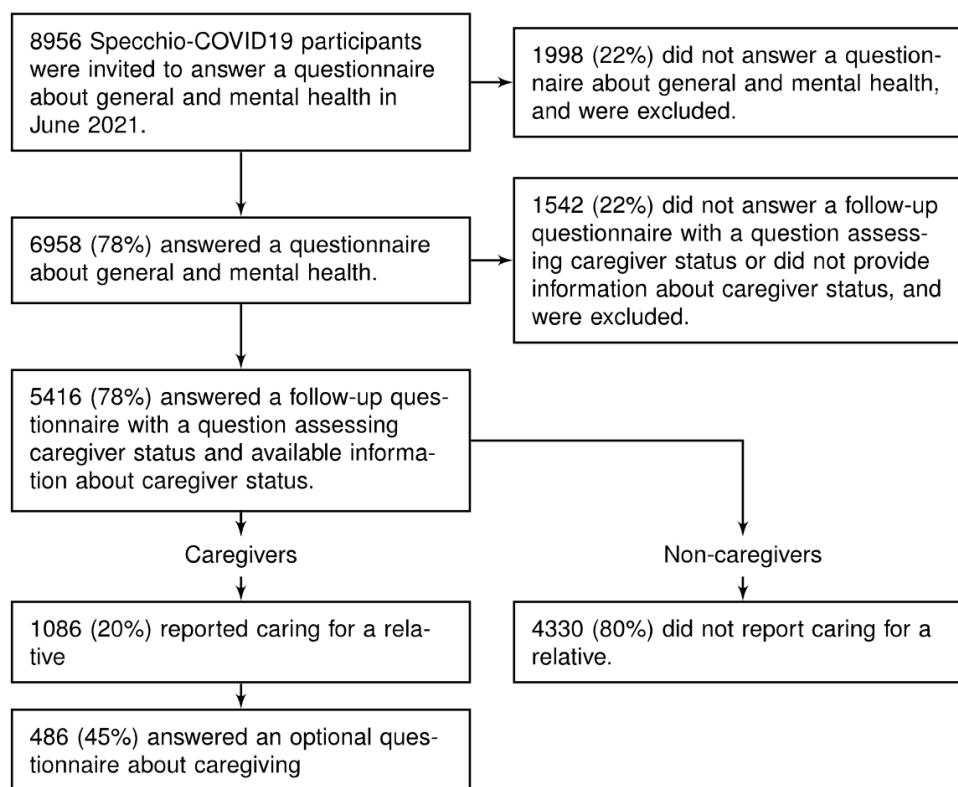 8956 Specchio-COVID19 participants
were invited to answer a questionnaire
about general and mental health in
June 2021.
1998 (22%) did not answer a question-
naire about general and mental health,
and were excluded.
6958 (78%) answered a questionnaire
about general and mental health.
1542 (22%) did not answer a follow-up
questionnaire with a question assess-
ing caregiver status or did not provide
information about caregiver status, and
were excluded.
5416 (78%) answered a follow-up ques-
tionnaire with a question assessing
caregiver status and available informa-
tion about caregiver status.
Caregivers
Non-caregivers
1086 (20%) reported caring for a rela-
tive
4330 (80%) did not report caring for a
relative.
486 (45%) answered an optional ques-
tionnaire about caregiving